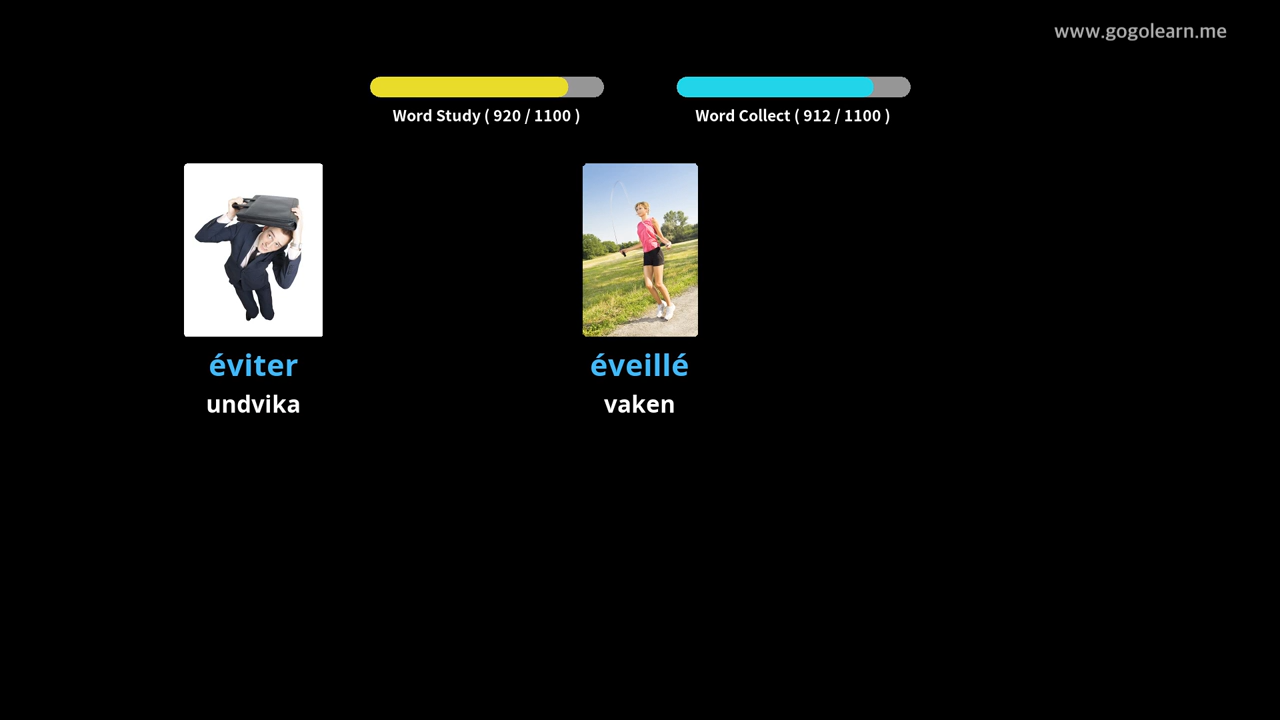 www.gogolearn.me
Word Study ( 920 / 1100 )
Word Collect ( 912 / 1100 )
éviter
undvika
éveillé
vaken